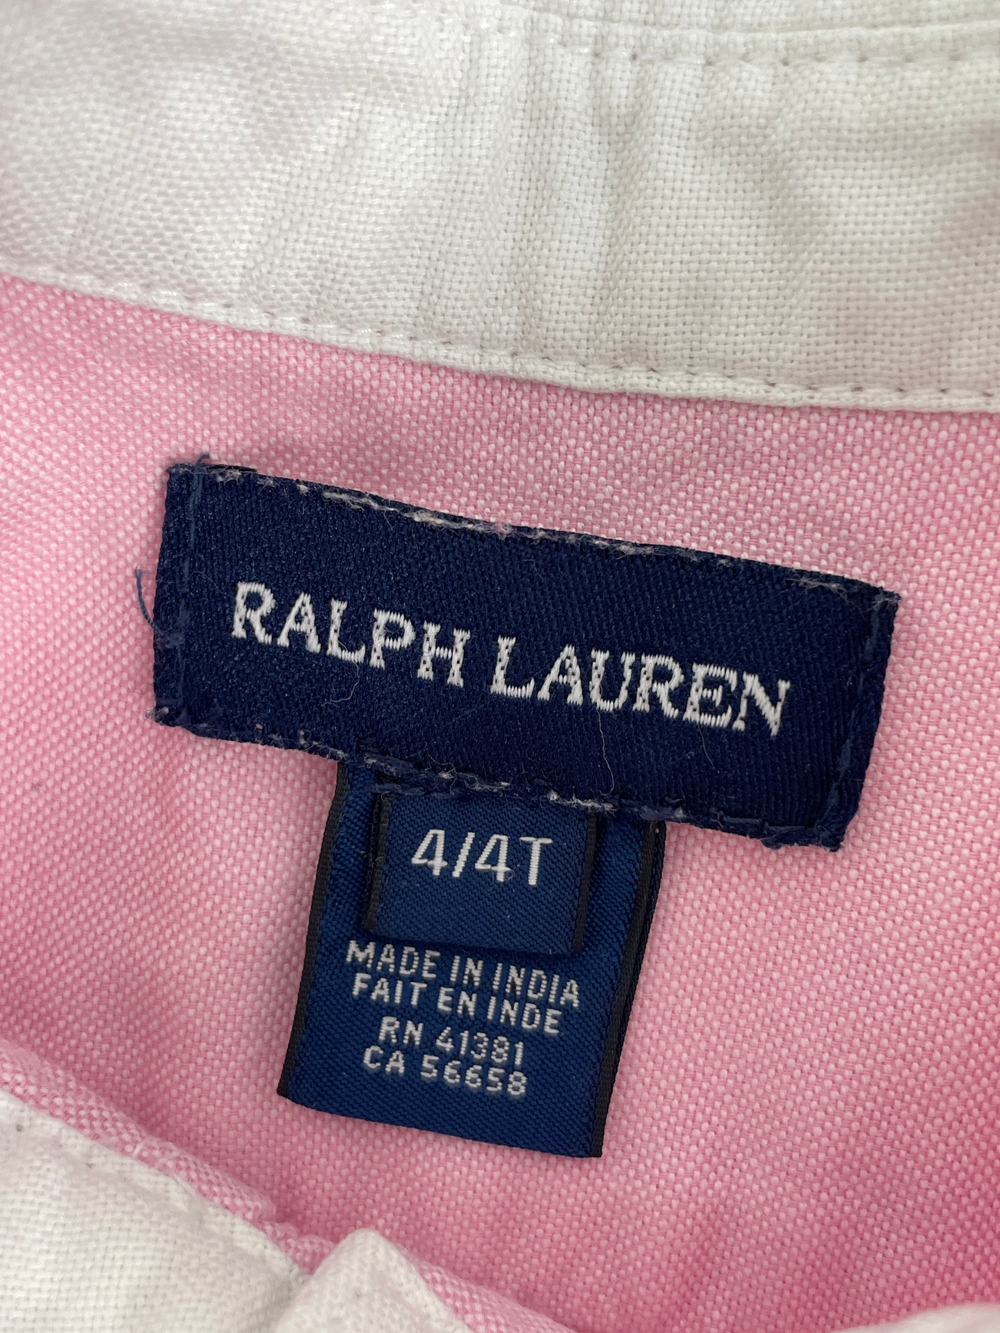 RALPH LAUREN
4/4T
MADE IN INDIA
FAIT EN INDE
RN 41381
CA 56658